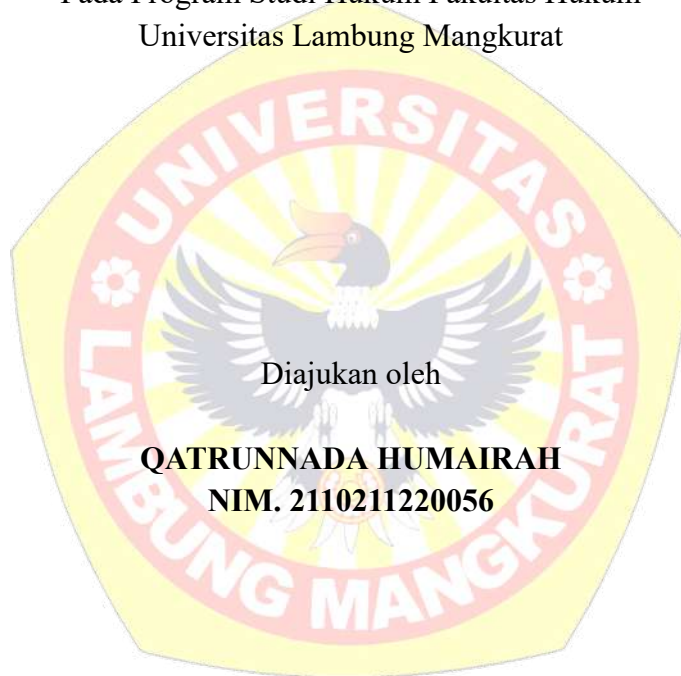 Pada Program Studi Hukum Fakultas Hukum
Universitas Lambung Mangkurat
UNIVERSITAS
LAMBUNG MANGKURAT
Diajukan oleh
QATRUNNADA HUMAIRAH
NIM. 2110211220056